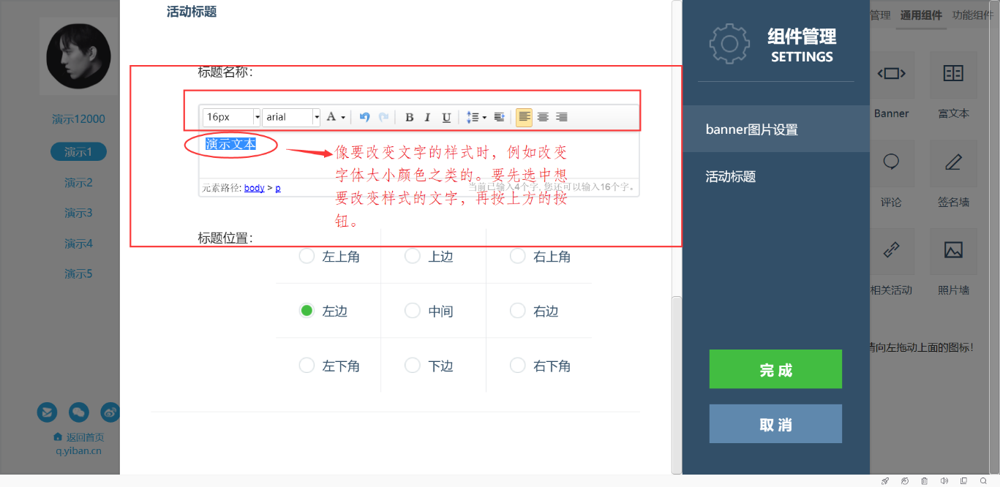 活动标题
标题名称：
16px
arial
A
B
I
U
演示文本
像要改变文字的样式时，例如改变
字体大小颜色之类的。要先选中想
要改变样式的文字，再按上方的按
钮。
元素路径: body > p
当前已输入4个字, 您还可以输入16个字。
标题位置：
左上角
上边
右上角
左边
中间
右边
左下角
下边
右下角
演示12000
演示1
演示2
演示3
演示4
演示5
返回首页
q.yiban.cn
组件管理
SETTINGS
banner图片设置
活动标题
完 成
取 消
管理
通用组件
功能组件
Banner
富文本
评论
签名墙
相关活动
照片墙
请向左拖动上面的图标!